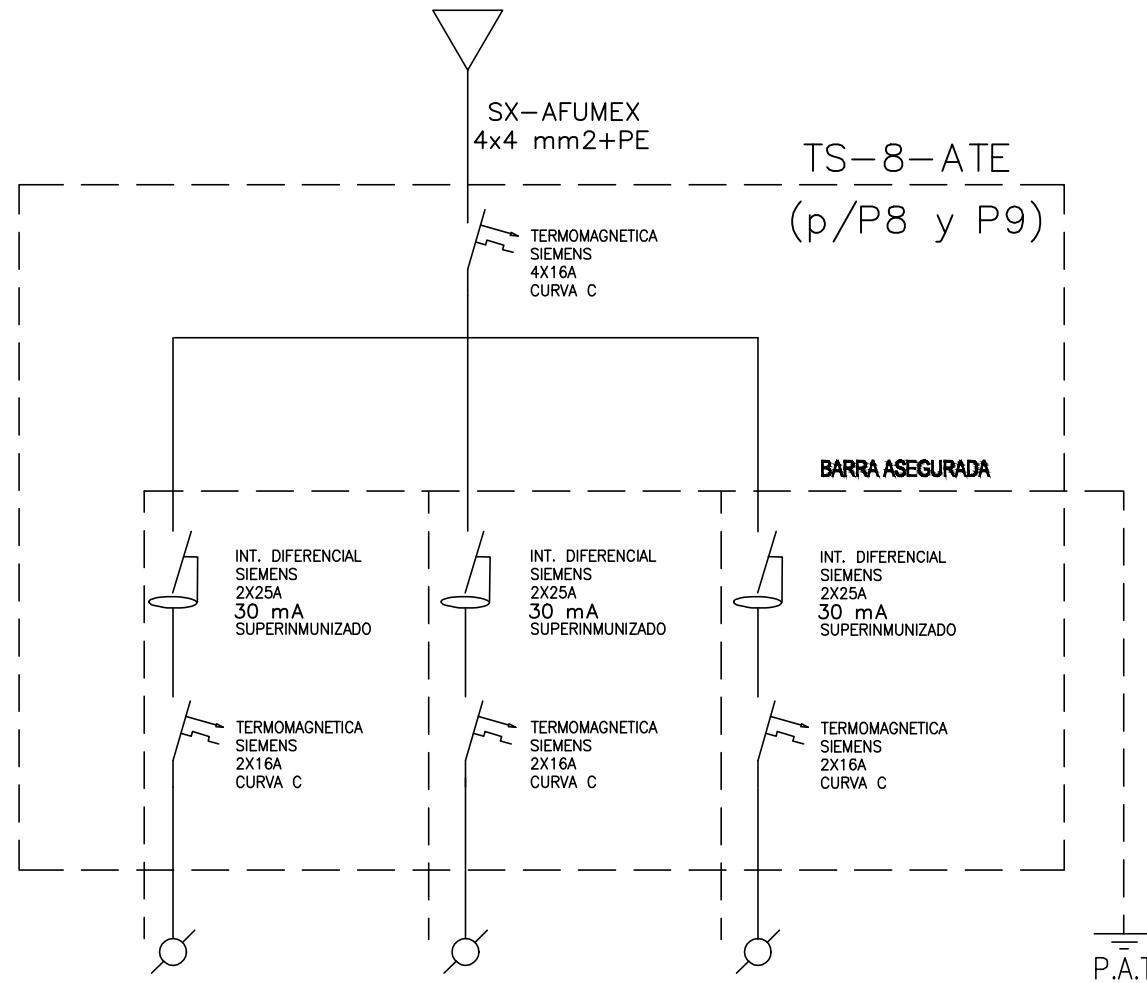 SX-AFUMEX
4x4 mm2+PE
TS-8-ATE
(p/P8 y P9)
TERMOMAGNETICA
SIEMENS
4X16A
CURVA C
BARRA ASEGURADA
INT. DIFERENCIAL
SIEMENS
2X25A
30 mA
SUPERINMUNIZADO
INT. DIFERENCIAL
SIEMENS
2X25A
30 mA
SUPERINMUNIZADO
INT. DIFERENCIAL
SIEMENS
2X25A
30 mA
SUPERINMUNIZADO
TERMOMAGNETICA
SIEMENS
2X16A
CURVA C
TERMOMAGNETICA
SIEMENS
2X16A
CURVA C
TERMOMAGNETICA
SIEMENS
2X16A
CURVA C
P.A.T